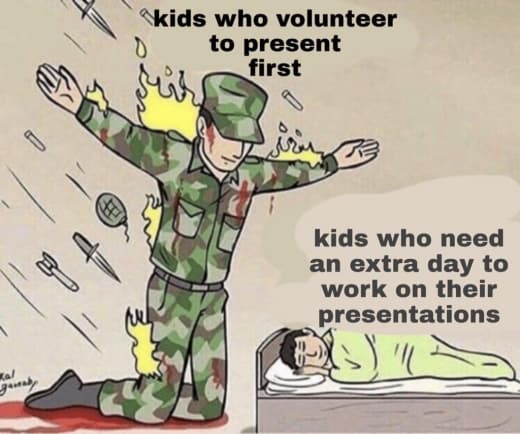 kids who volunteer
to present
first
kids who need
an extra day to
work on their
presentations